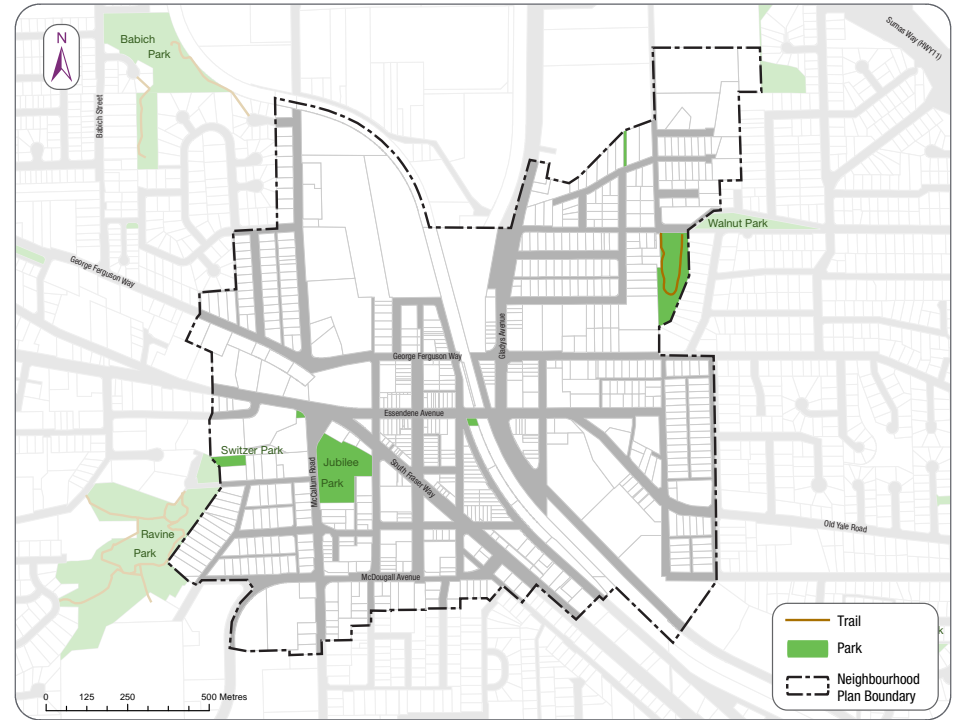 N
Babich
Park
Babich Street
Sumas Way (HWY11)
Walnut Park
George Ferguson Way
Gladys Avenue
George Ferguson Way
Essendene Avenue
Switzer Park
Jubilee
Park
McCallum Road
South Fraser Way
Ravine
Park
Old Yale Road
McDougall Avenue
Trail
Park
Neighbourhood
Plan Boundary
k
0 125 250 500 Metres